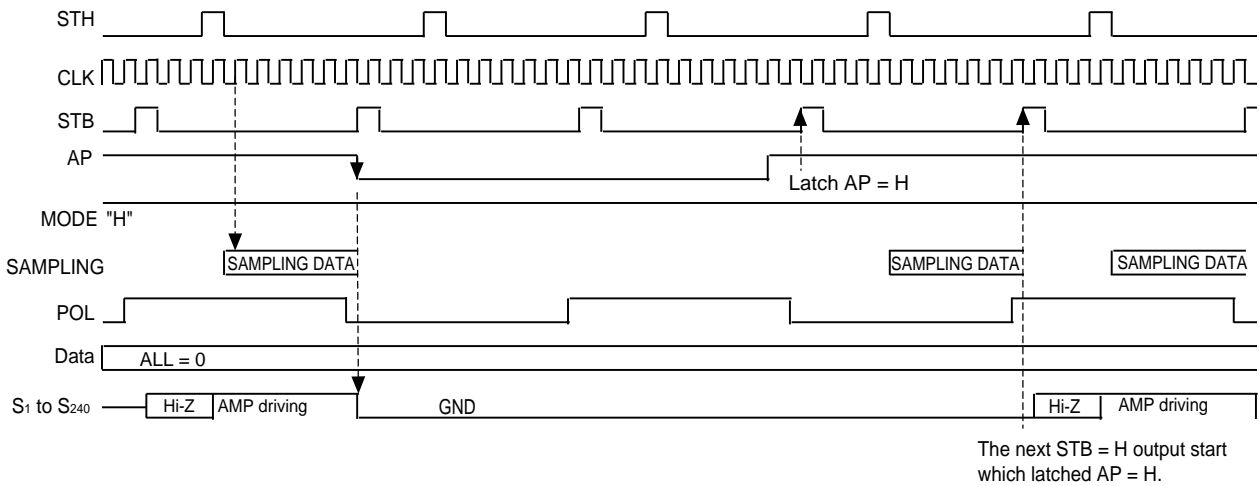 STH
CLK
STB
AP
Latch AP = H
MODE "H"
SAMPLING
SAMPLING DATA
SAMPLING DATA
SAMPLING DATA
POL
Data
ALL = 0
S1 to S240
Hi-Z
AMP driving
GND
Hi-Z
AMP driving
The next STB = H output start
which latched AP = H.